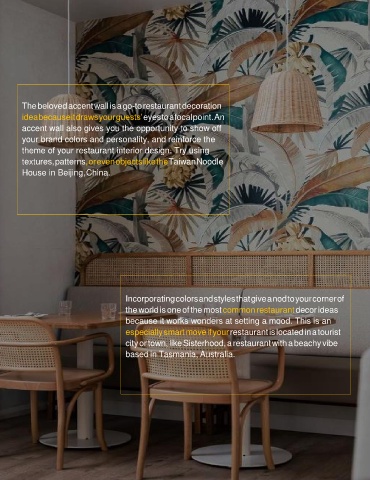 The beloved accent wall is a go-to restaurant decoration
idea because it draws your guests' eyes to a focal point. An
accent wall also gives you the opportunity to show off
your brand colors and personality, and reinforce the
theme of your restaurant interior design. Try using
textures, patterns, or even objects like the Taiwan Noodle
House in Beijing, China.
Incorporating colors and styles that give a nod to your corner of
the world is one of the most common restaurant decor ideas
because it works wonders at setting a mood. This is an
especially smart move if your restaurant is located in a tourist
city or town, like Sisterhood, a restaurant with a beachy vibe
based in Tasmania, Australia.